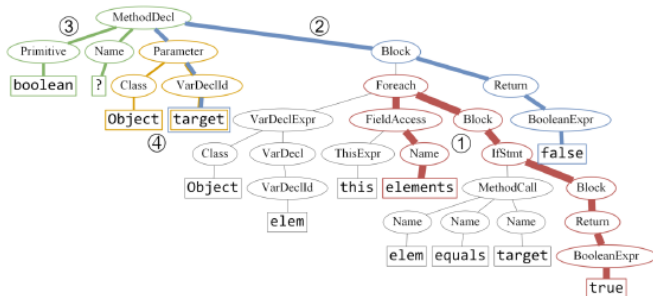 MethodDecl
③ ②
Primitive Name Parameter Block
boolean ? Class VarDeclId Foreach Return
Object target VarDeclExpr FieldAccess Block BooleanExpr
④ ① false
Class VarDecl ThisExpr Name IfStmt
Object VarDeclId this elements MethodCall Block
elem Name Name Name Return
elem equals target BooleanExpr
true